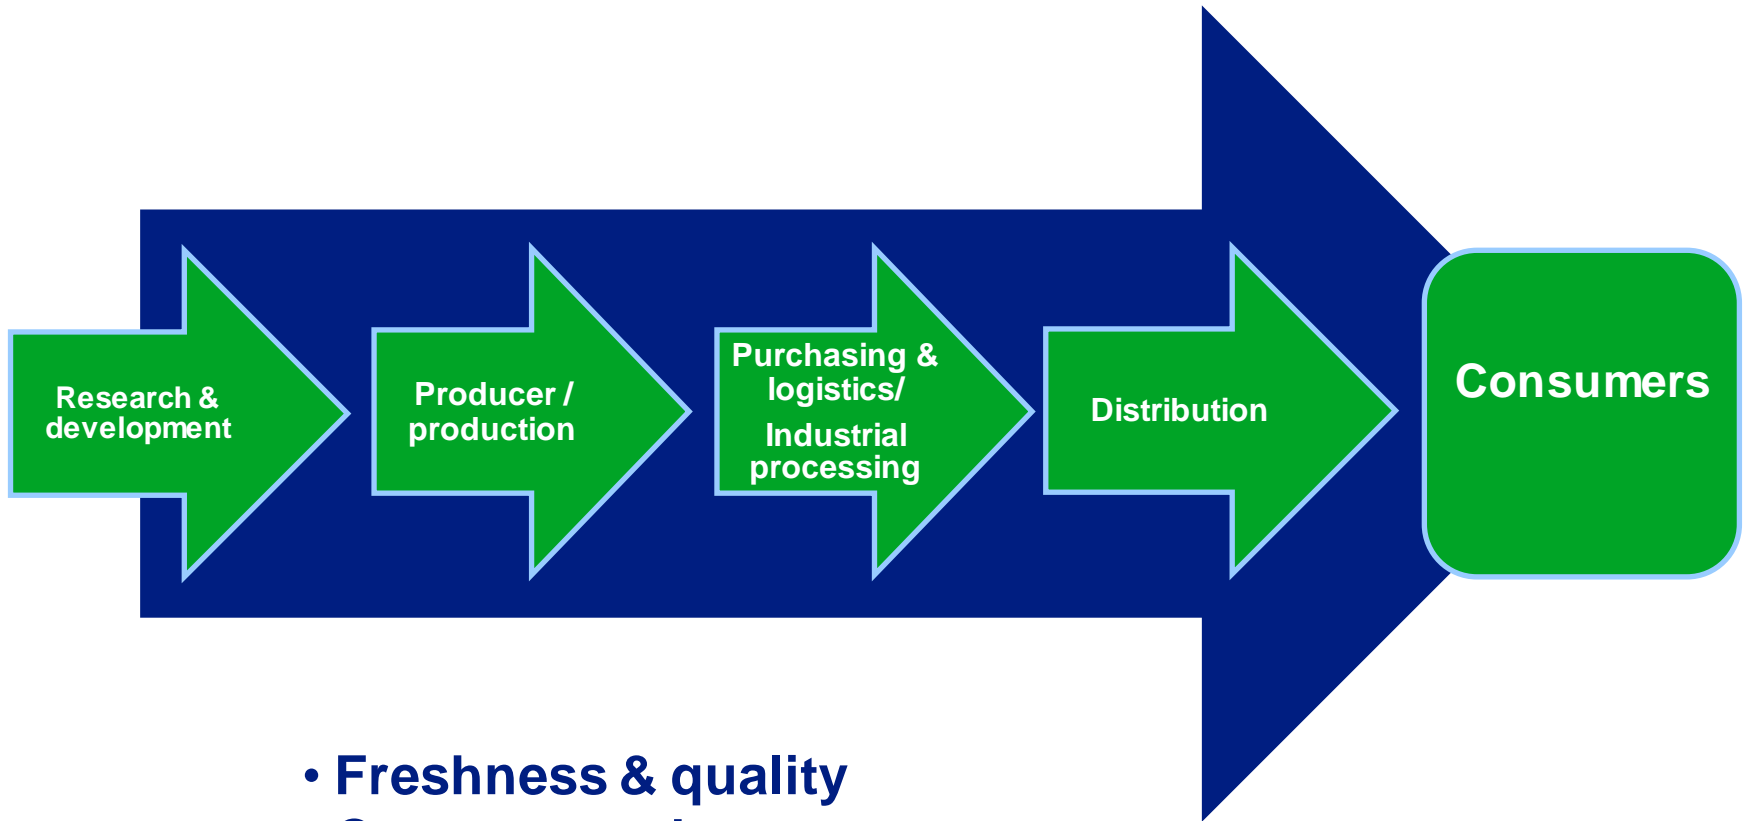 Research &
development
Producer /
production
Purchasing &
logistics/
Industrial
processing
Distribution
Consumers
• Freshness & quality